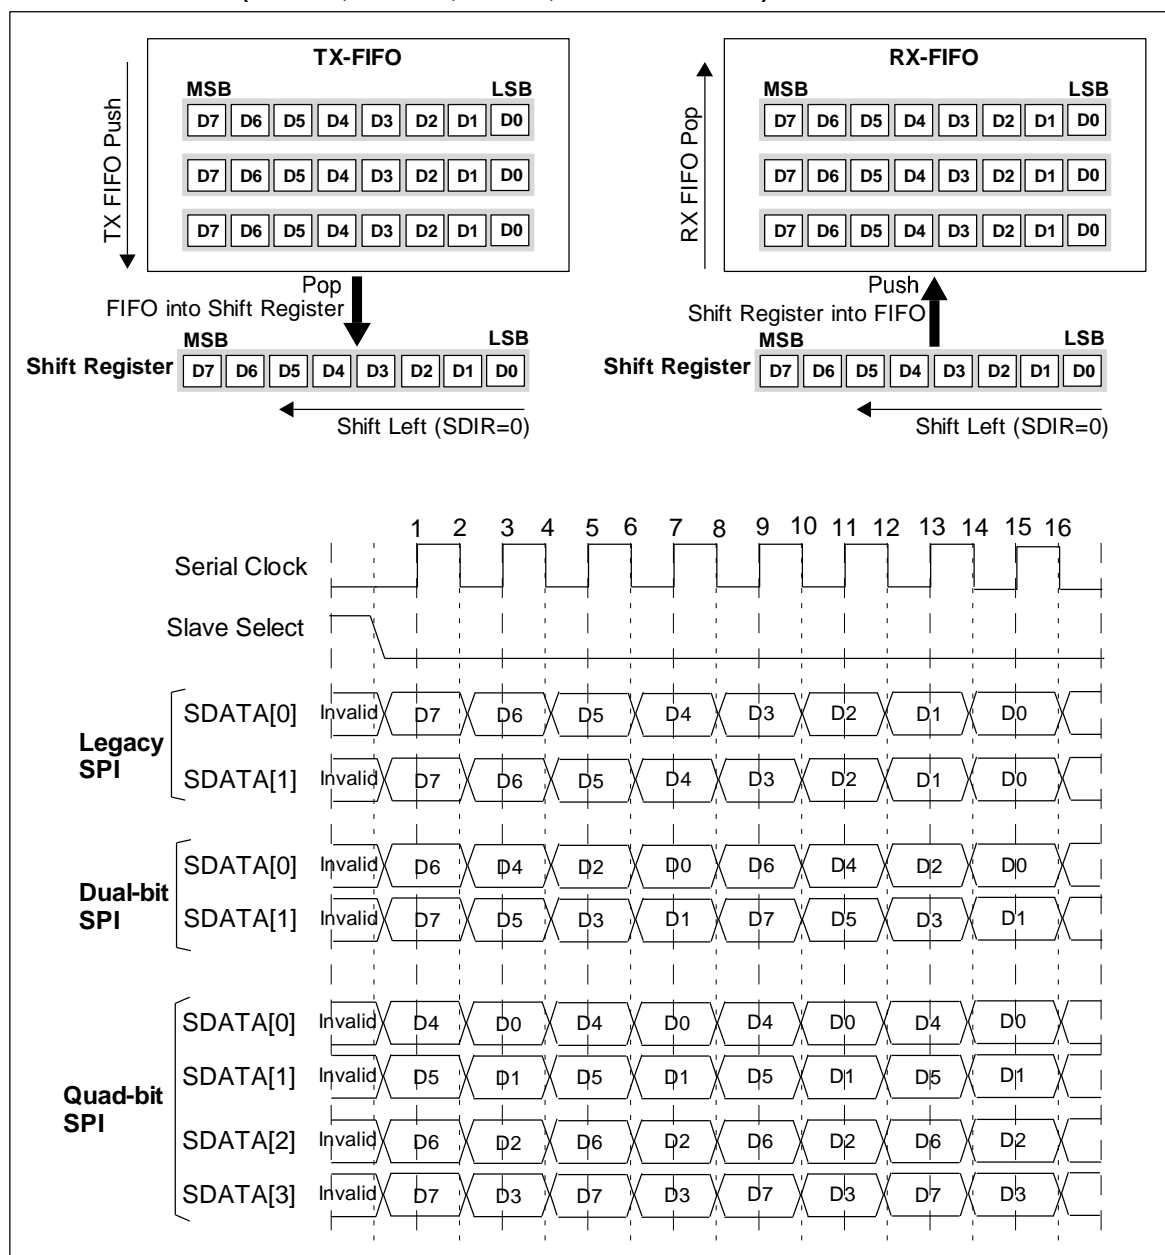 TX-FIFO
MSB LSB
D7 D6 D5 D4 D3 D2 D1 D0
D7 D6 D5 D4 D3 D2 D1 D0
D7 D6 D5 D4 D3 D2 D1 D0
TX FIFO Push
Pop
FIFO into Shift Register
MSB LSB
Shift Register D7 D6 D5 D4 D3 D2 D1 D0
Shift Left (SDIR=0)
RX-FIFO
MSB LSB
D7 D6 D5 D4 D3 D2 D1 D0
D7 D6 D5 D4 D3 D2 D1 D0
D7 D6 D5 D4 D3 D2 D1 D0
RX FIFO Pop
Push
Shift Register into FIFO
MSB LSB
Shift Register D7 D6 D5 D4 D3 D2 D1 D0
Shift Left (SDIR=0)
1 2 3 4 5 6 7 8 9 10 11 12 13 14 15 16
Serial Clock
Slave Select
Legacy
SPI
SDATA[0] Invalid D7 D6 D5 D4 D3 D2 D1 D0
SDATA[1] Invalid D7 D6 D5 D4 D3 D2 D1 D0
Dual-bit
SPI
SDATA[0] Invalid D6 D4 D2 D0 D6 D4 D2 D0
SDATA[1] Invalid D7 D5 D3 D1 D7 D5 D3 D1
Quad-bit
SPI
SDATA[0] Invalid D4 D0 D4 D0 D4 D0 D4 D0
SDATA[1] Invalid D5 D1 D5 D1 D5 D1 D5 D1
SDATA[2] Invalid D6 D2 D6 D2 D6 D2 D6 D2
SDATA[3] Invalid D7 D3 D7 D3 D7 D3 D7 D3